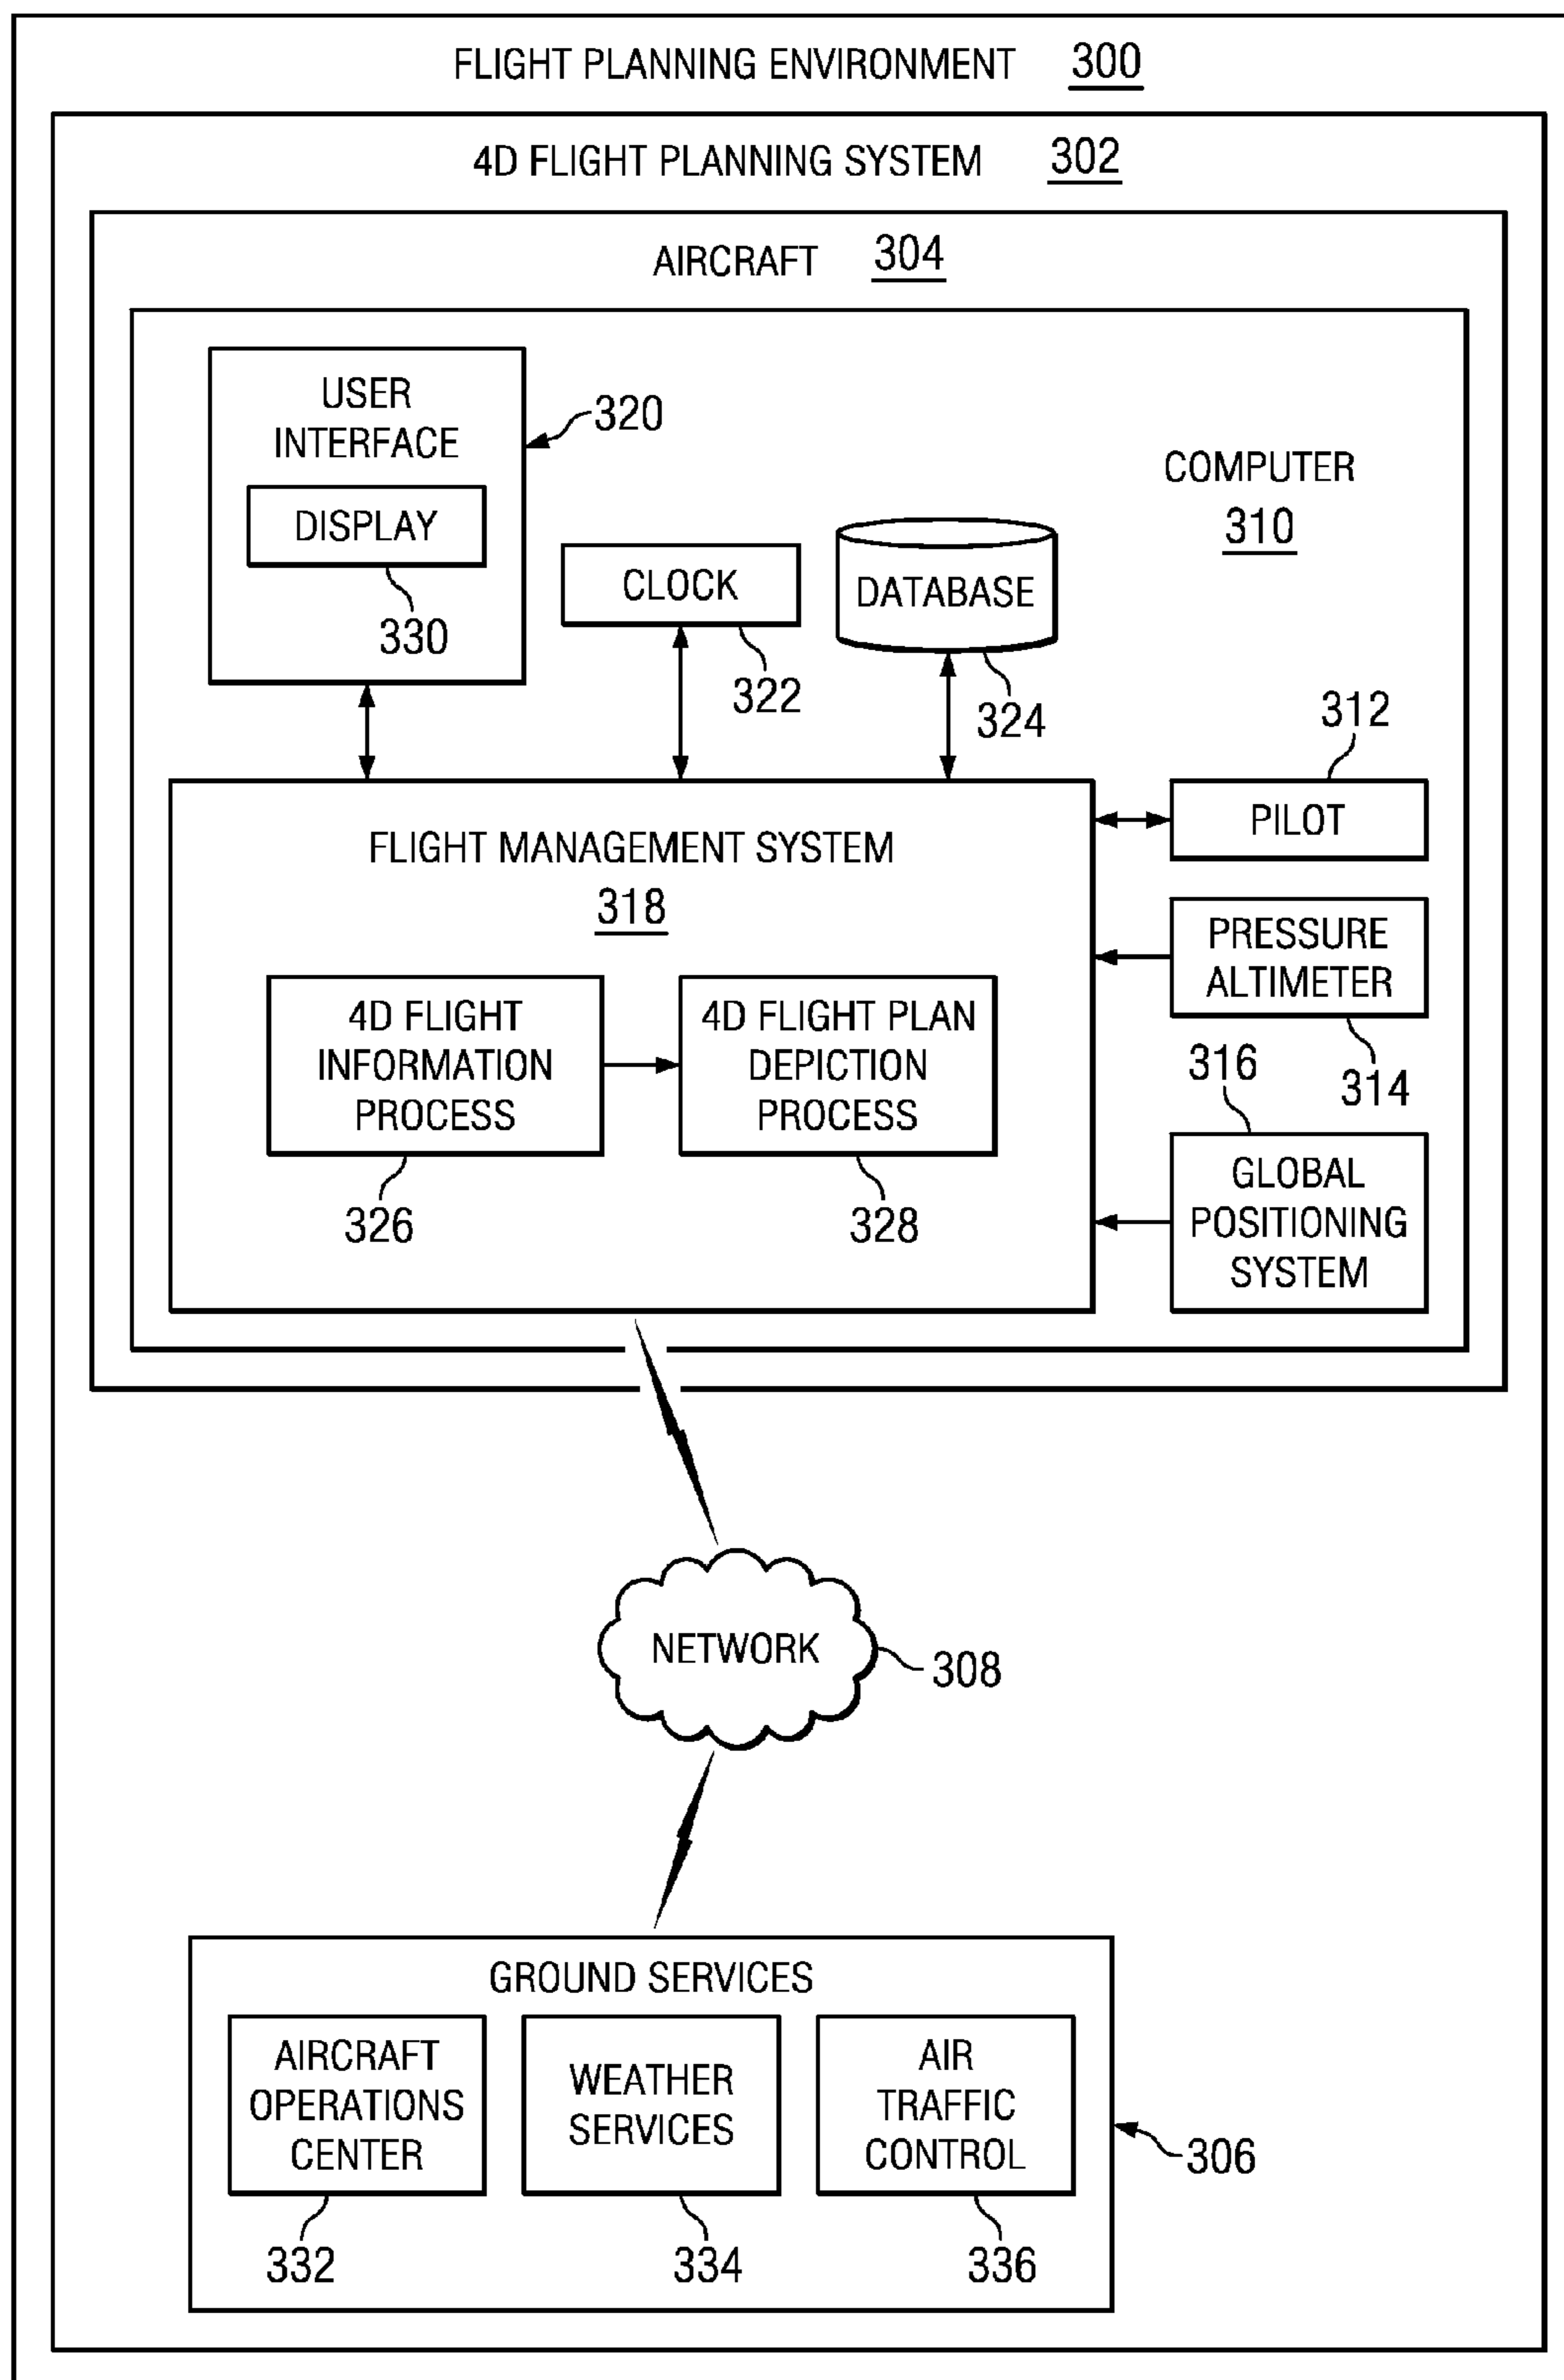 FLIGHT PLANNING ENVIRONMENT 300
4D FLIGHT PLANNING SYSTEM 302
AIRCRAFT 304
USER
INTERFACE
320
DISPLAY
330
CLOCK
322
DATABASE
324
COMPUTER
310
312
PILOT
FLIGHT MANAGEMENT SYSTEM
318
PRESSURE
ALTIMETER
314
4D FLIGHT
INFORMATION
PROCESS
326
4D FLIGHT PLAN
DEPICTION
PROCESS
328
316
GLOBAL
POSITIONING
SYSTEM
NETWORK
308
GROUND SERVICES
AIRCRAFT
OPERATIONS
CENTER
332
WEATHER
SERVICES
334
AIR
TRAFFIC
CONTROL
336
306